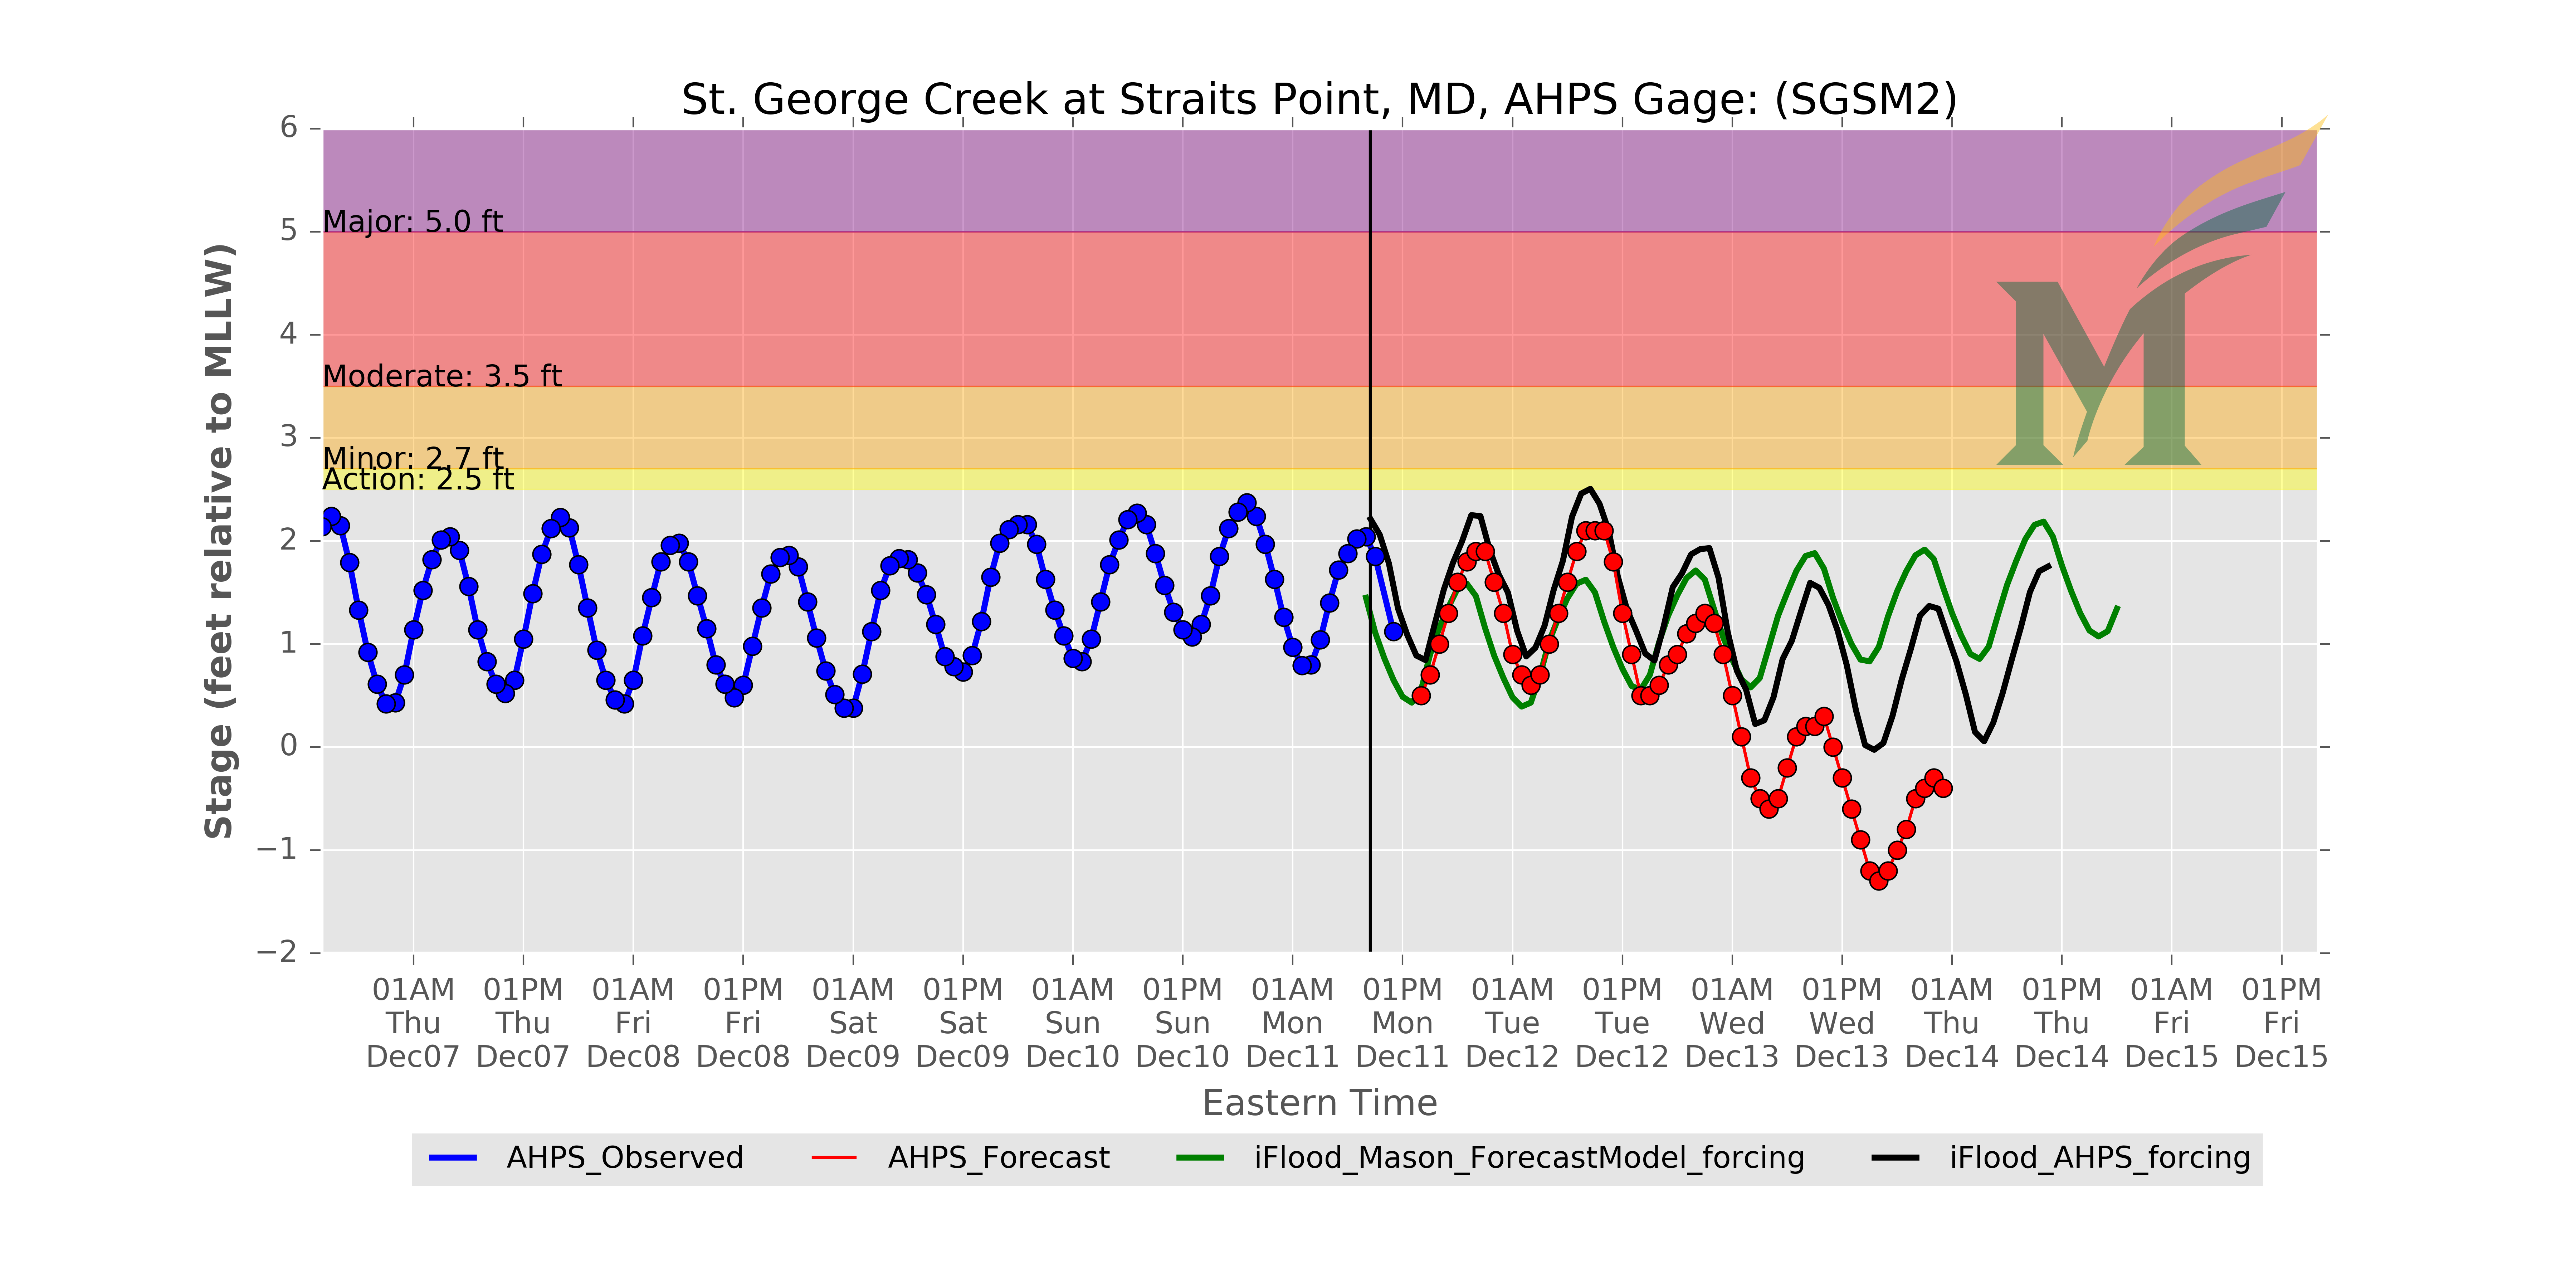 St. George Creek at Straits Point, MD, AHPS Gage: (SGSM2)
6
5
4
3
2
1
0
−1
−2
Stage (feet relative to MLLW)
Major: 5.0 ft
Moderate: 3.5 ft
Minor: 2.7 ft
Action: 2.5 ft
M
01AM 01PM 01AM 01PM 01AM 01PM 01AM 01PM 01AM 01PM 01AM 01PM 01AM 01PM 01AM 01PM 01AM 01PM
Thu Thu Fri Fri Sat Sat Sun Sun Mon Mon Tue Tue Wed Wed Thu Thu Fri Fri
Dec07 Dec07 Dec08 Dec08 Dec09 Dec09 Dec10 Dec10 Dec11 Dec11 Dec12 Dec12 Dec13 Dec13 Dec14 Dec14 Dec15 Dec15
Eastern Time
AHPS_Observed AHPS_Forecast iFlood_Mason_ForecastModel_forcing iFlood_AHPS_forcing